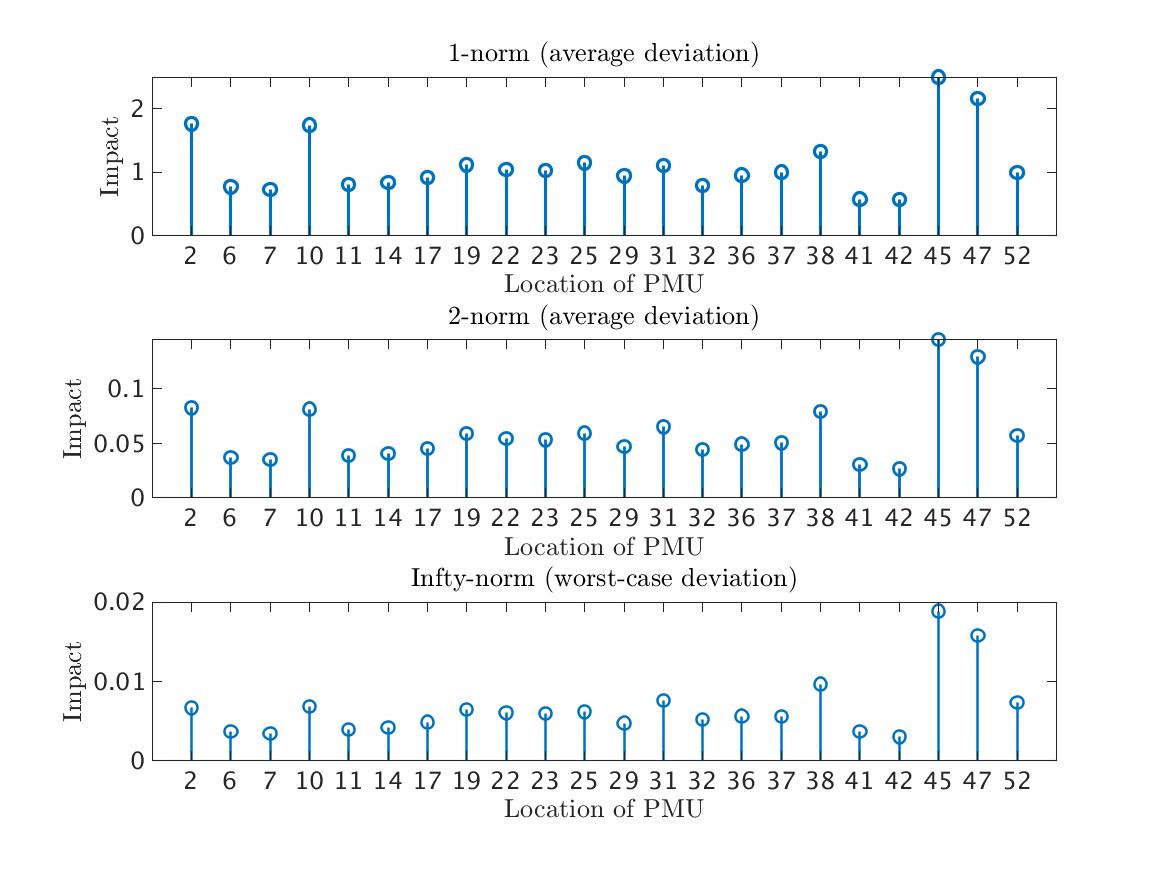 1-norm (average deviation)
Impact
2
1
0
2 6 7 10 11 14 17 19 22 23 25 29 31 32 36 37 38 41 42 45 47 52
Location of PMU
2-norm (average deviation)
Impact
0.1
0.05
0
2 6 7 10 11 14 17 19 22 23 25 29 31 32 36 37 38 41 42 45 47 52
Location of PMU
Infty-norm (worst-case deviation)
Impact
0.02
0.01
0
2 6 7 10 11 14 17 19 22 23 25 29 31 32 36 37 38 41 42 45 47 52
Location of PMU